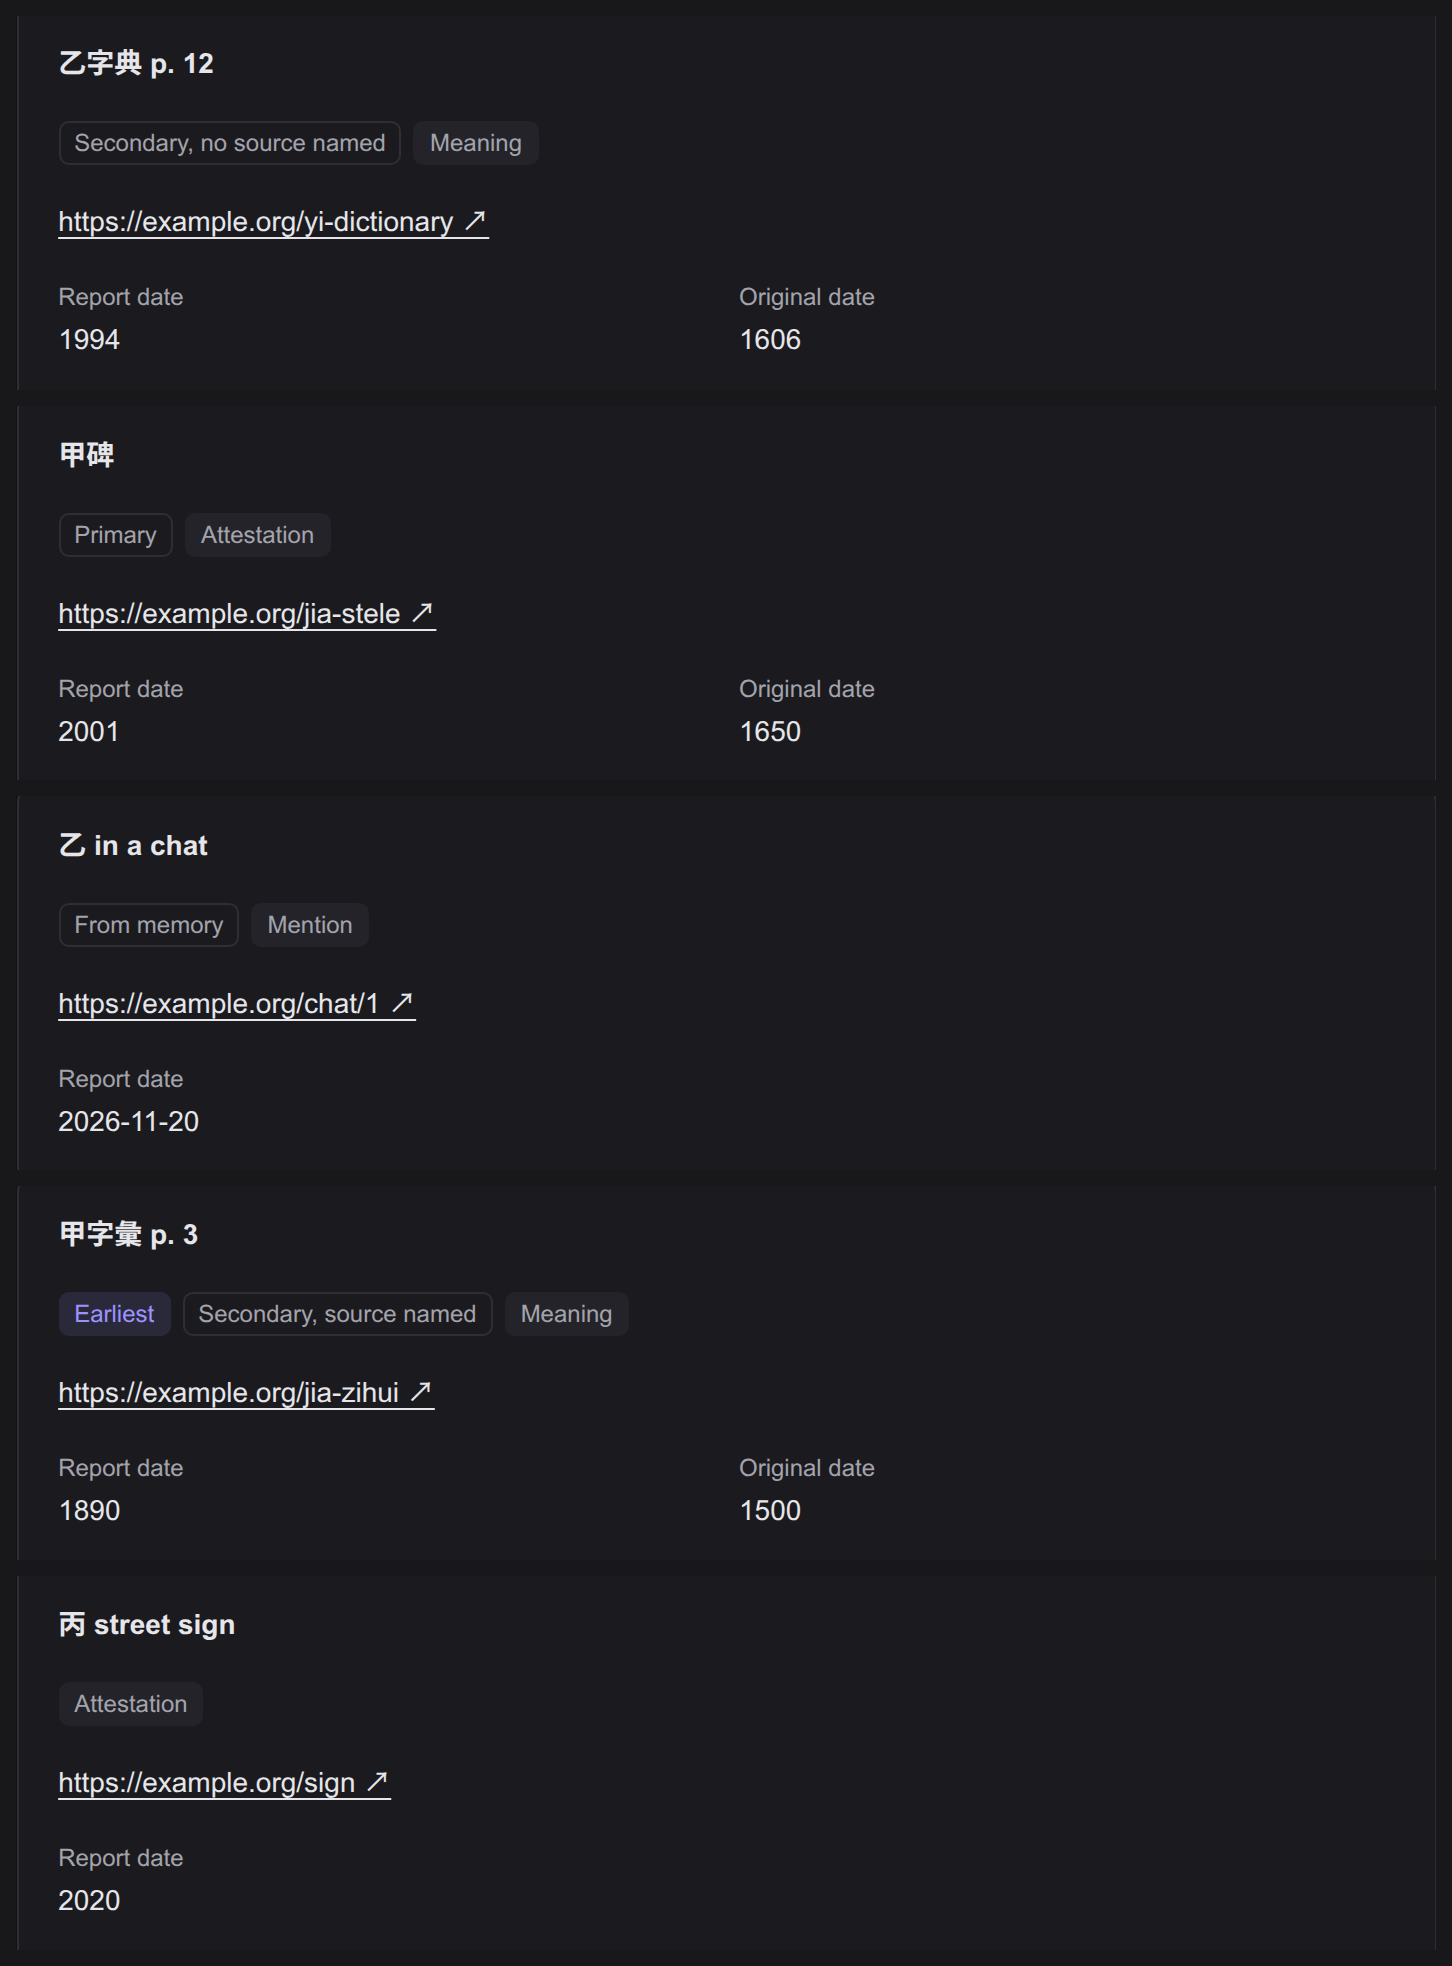 乙字典 p. 12
Secondary, no source named Meaning
https://example.org/yi-dictionary ↗
Report date Original date
1994 1606
甲碑
Primary Attestation
https://example.org/jia-stele ↗
Report date Original date
2001 1650
乙 in a chat
From memory Mention
https://example.org/chat/1 ↗
Report date
2026-11-20
甲字彙 p. 3
Earliest Secondary, source named Meaning
https://example.org/jia-zihui ↗
Report date Original date
1890 1500
丙 street sign
Attestation
https://example.org/sign ↗
Report date
2020